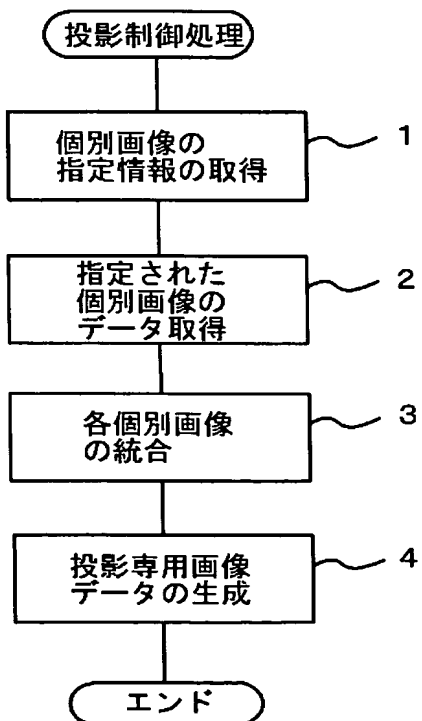 投影制御処理
個別画像の
指定情報の取得
1
指定された
個別画像の
データ取得
2
各個別画像
の統合
3
投影専用画像
データの生成
4
エンド